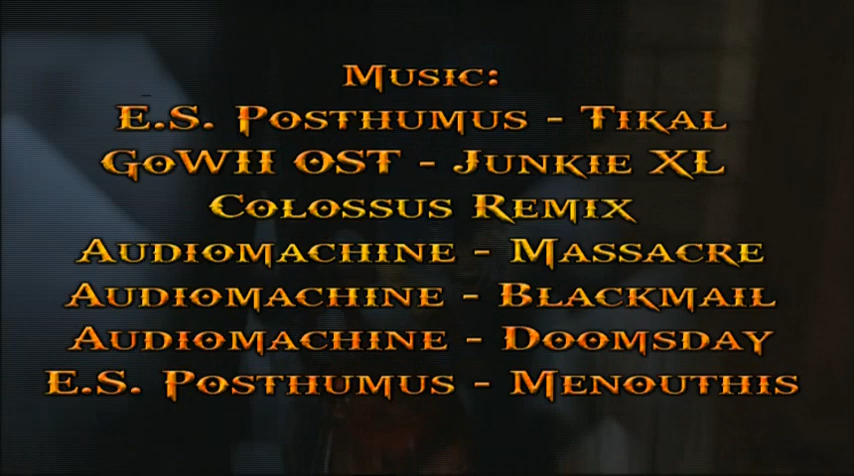 Music:
E.S. Posthumus - Tikal
GoWII OST - Junkie XL
Colossus Remix
Audiomachine - Massacre
Audiomachine - Blackmail
Audiomachine - Doomsday
E.S. Posthumus - Menouthis